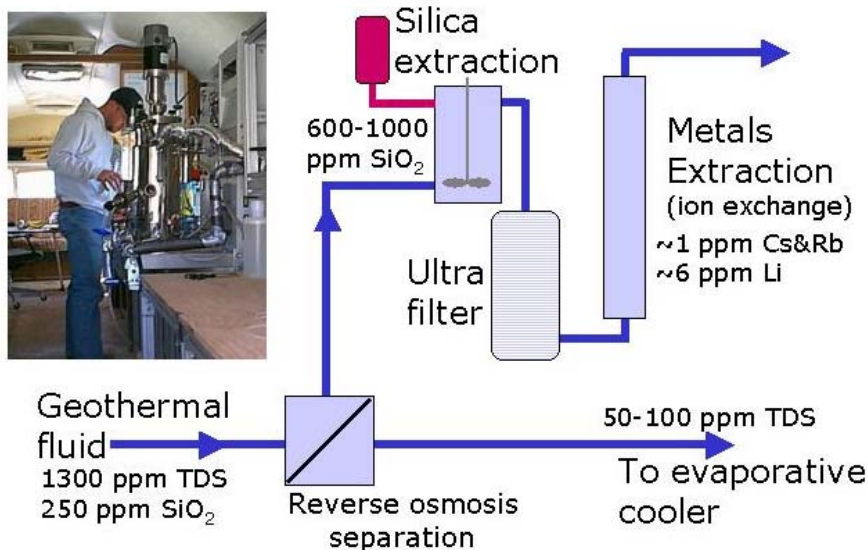 Silica
extraction
600-1000
ppm SiO₂
Metals
Extraction
(ion exchange)
~1 ppm Cs&Rb
~6 ppm Li
Ultra
filter
Geothermal
fluid
1300 ppm TDS
250 ppm SiO₂
Reverse osmosis
separation
50-100 ppm TDS
To evaporative
cooler